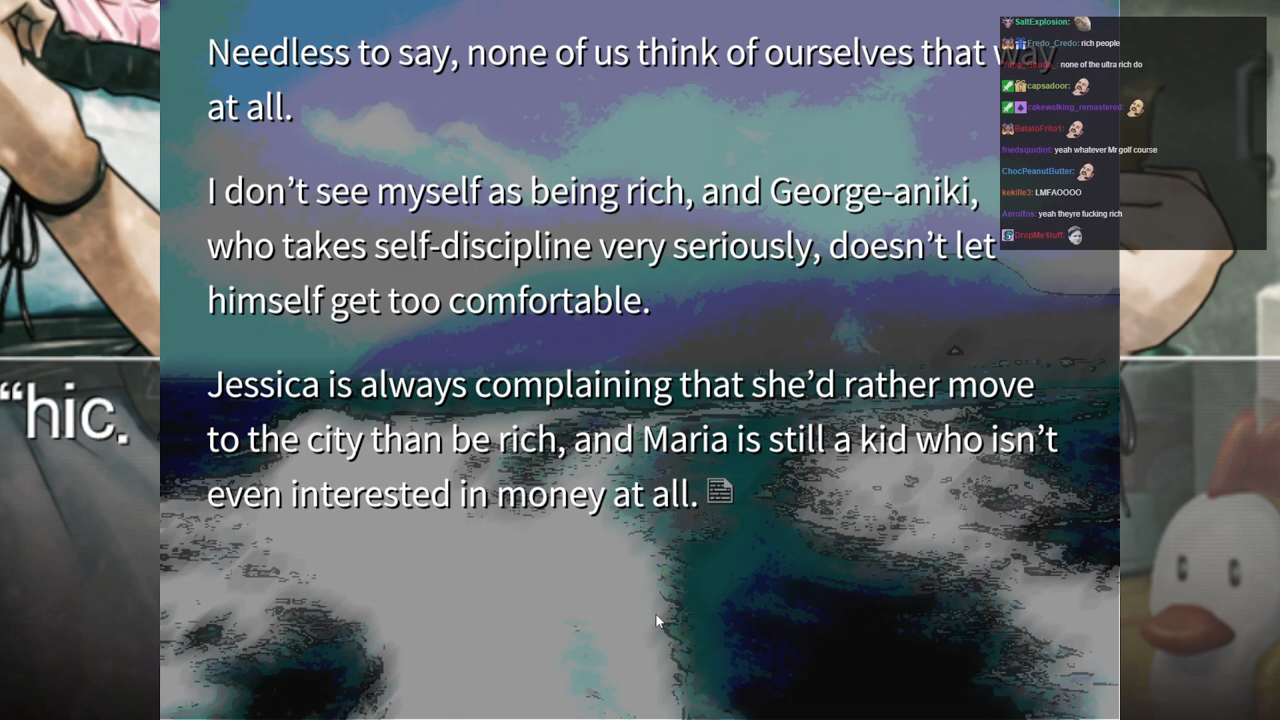 Needless to say, none of us think of ourselves that way
at all.
I don’t see myself as being rich, and George-aniki,
who takes self-discipline very seriously, doesn’t let
himself get too comfortable.
Jessica is always complaining that she’d rather move
to the city than be rich, and Maria is still a kid who isn’t
even interested in money at all.
“hic.
SaltExplosion:
Fredo_Credo: rich people
none of the ultra rich do
capsadoor:
cakewalking_remastered:
BatatoFrito1:
friedsquidiot: yeah whatever Mr golf course
ChocPeanutButter:
kekille3: LMFAOOOO
Aerolfos: yeah theyre fucking rich
DropMeStuff: